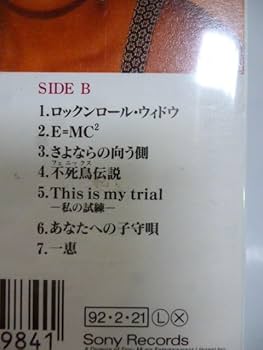 SIDE B
1.ロックンロール・ウィドウ
2.E=MC²
3.さよならの向う側
フェニックス
4.不死鳥伝説
5.This is my trial
―私の試練―
6.あなたへの子守唄
7.一恵
92・2・21 Ⓛ Ⓧ
9841
Sony Records